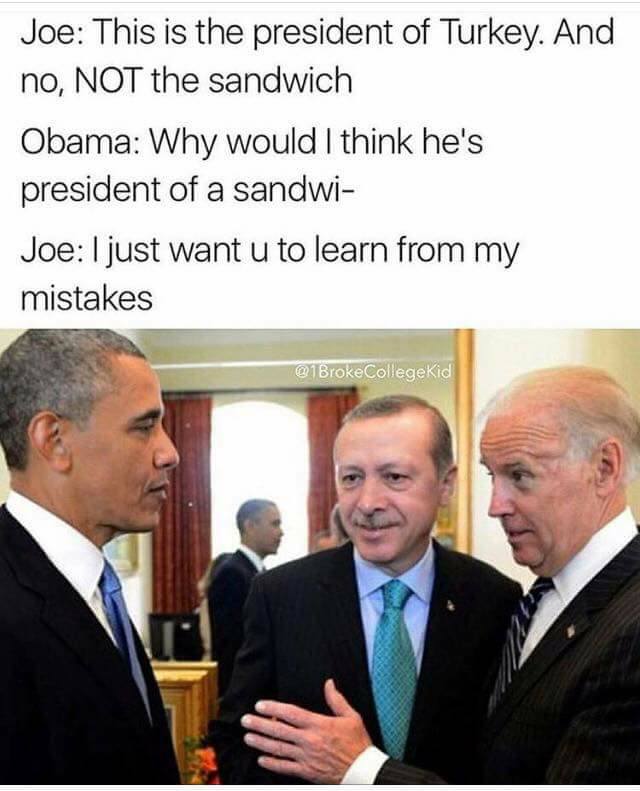 Joe: This is the president of Turkey. And
no, NOT the sandwich
Obama: Why would I think he's
president of a sandwi-
Joe: I just want u to learn from my
mistakes
@1BrokeCollegeKid